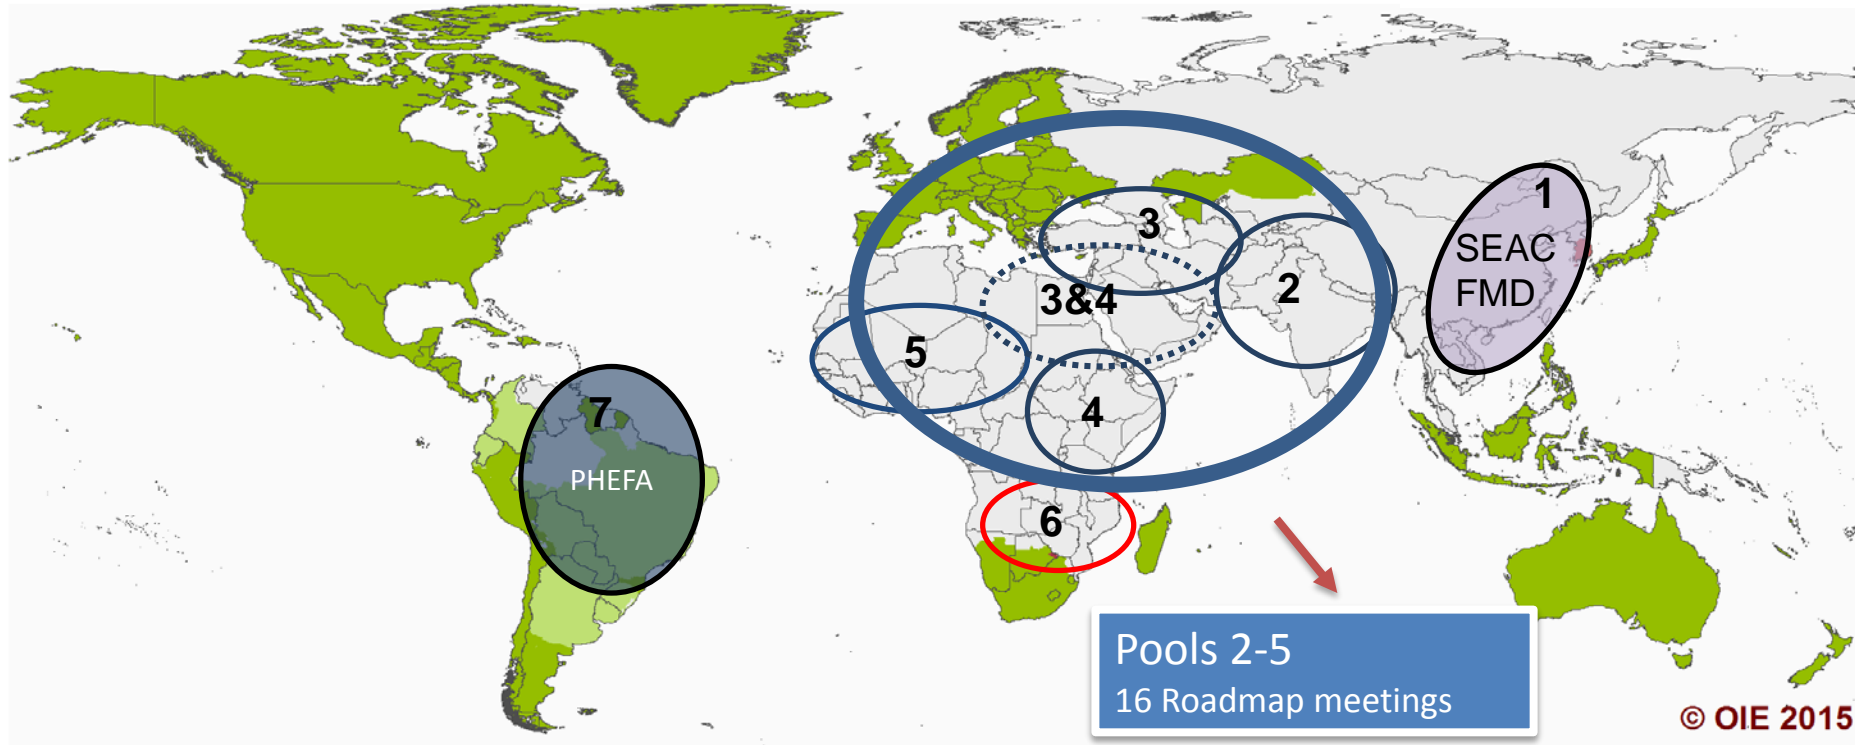 1
SEAC
FMD
3
2
3&4
5
4
7
PHEFA
6
Pools 2-5
16 Roadmap meetings
© OIE 2015